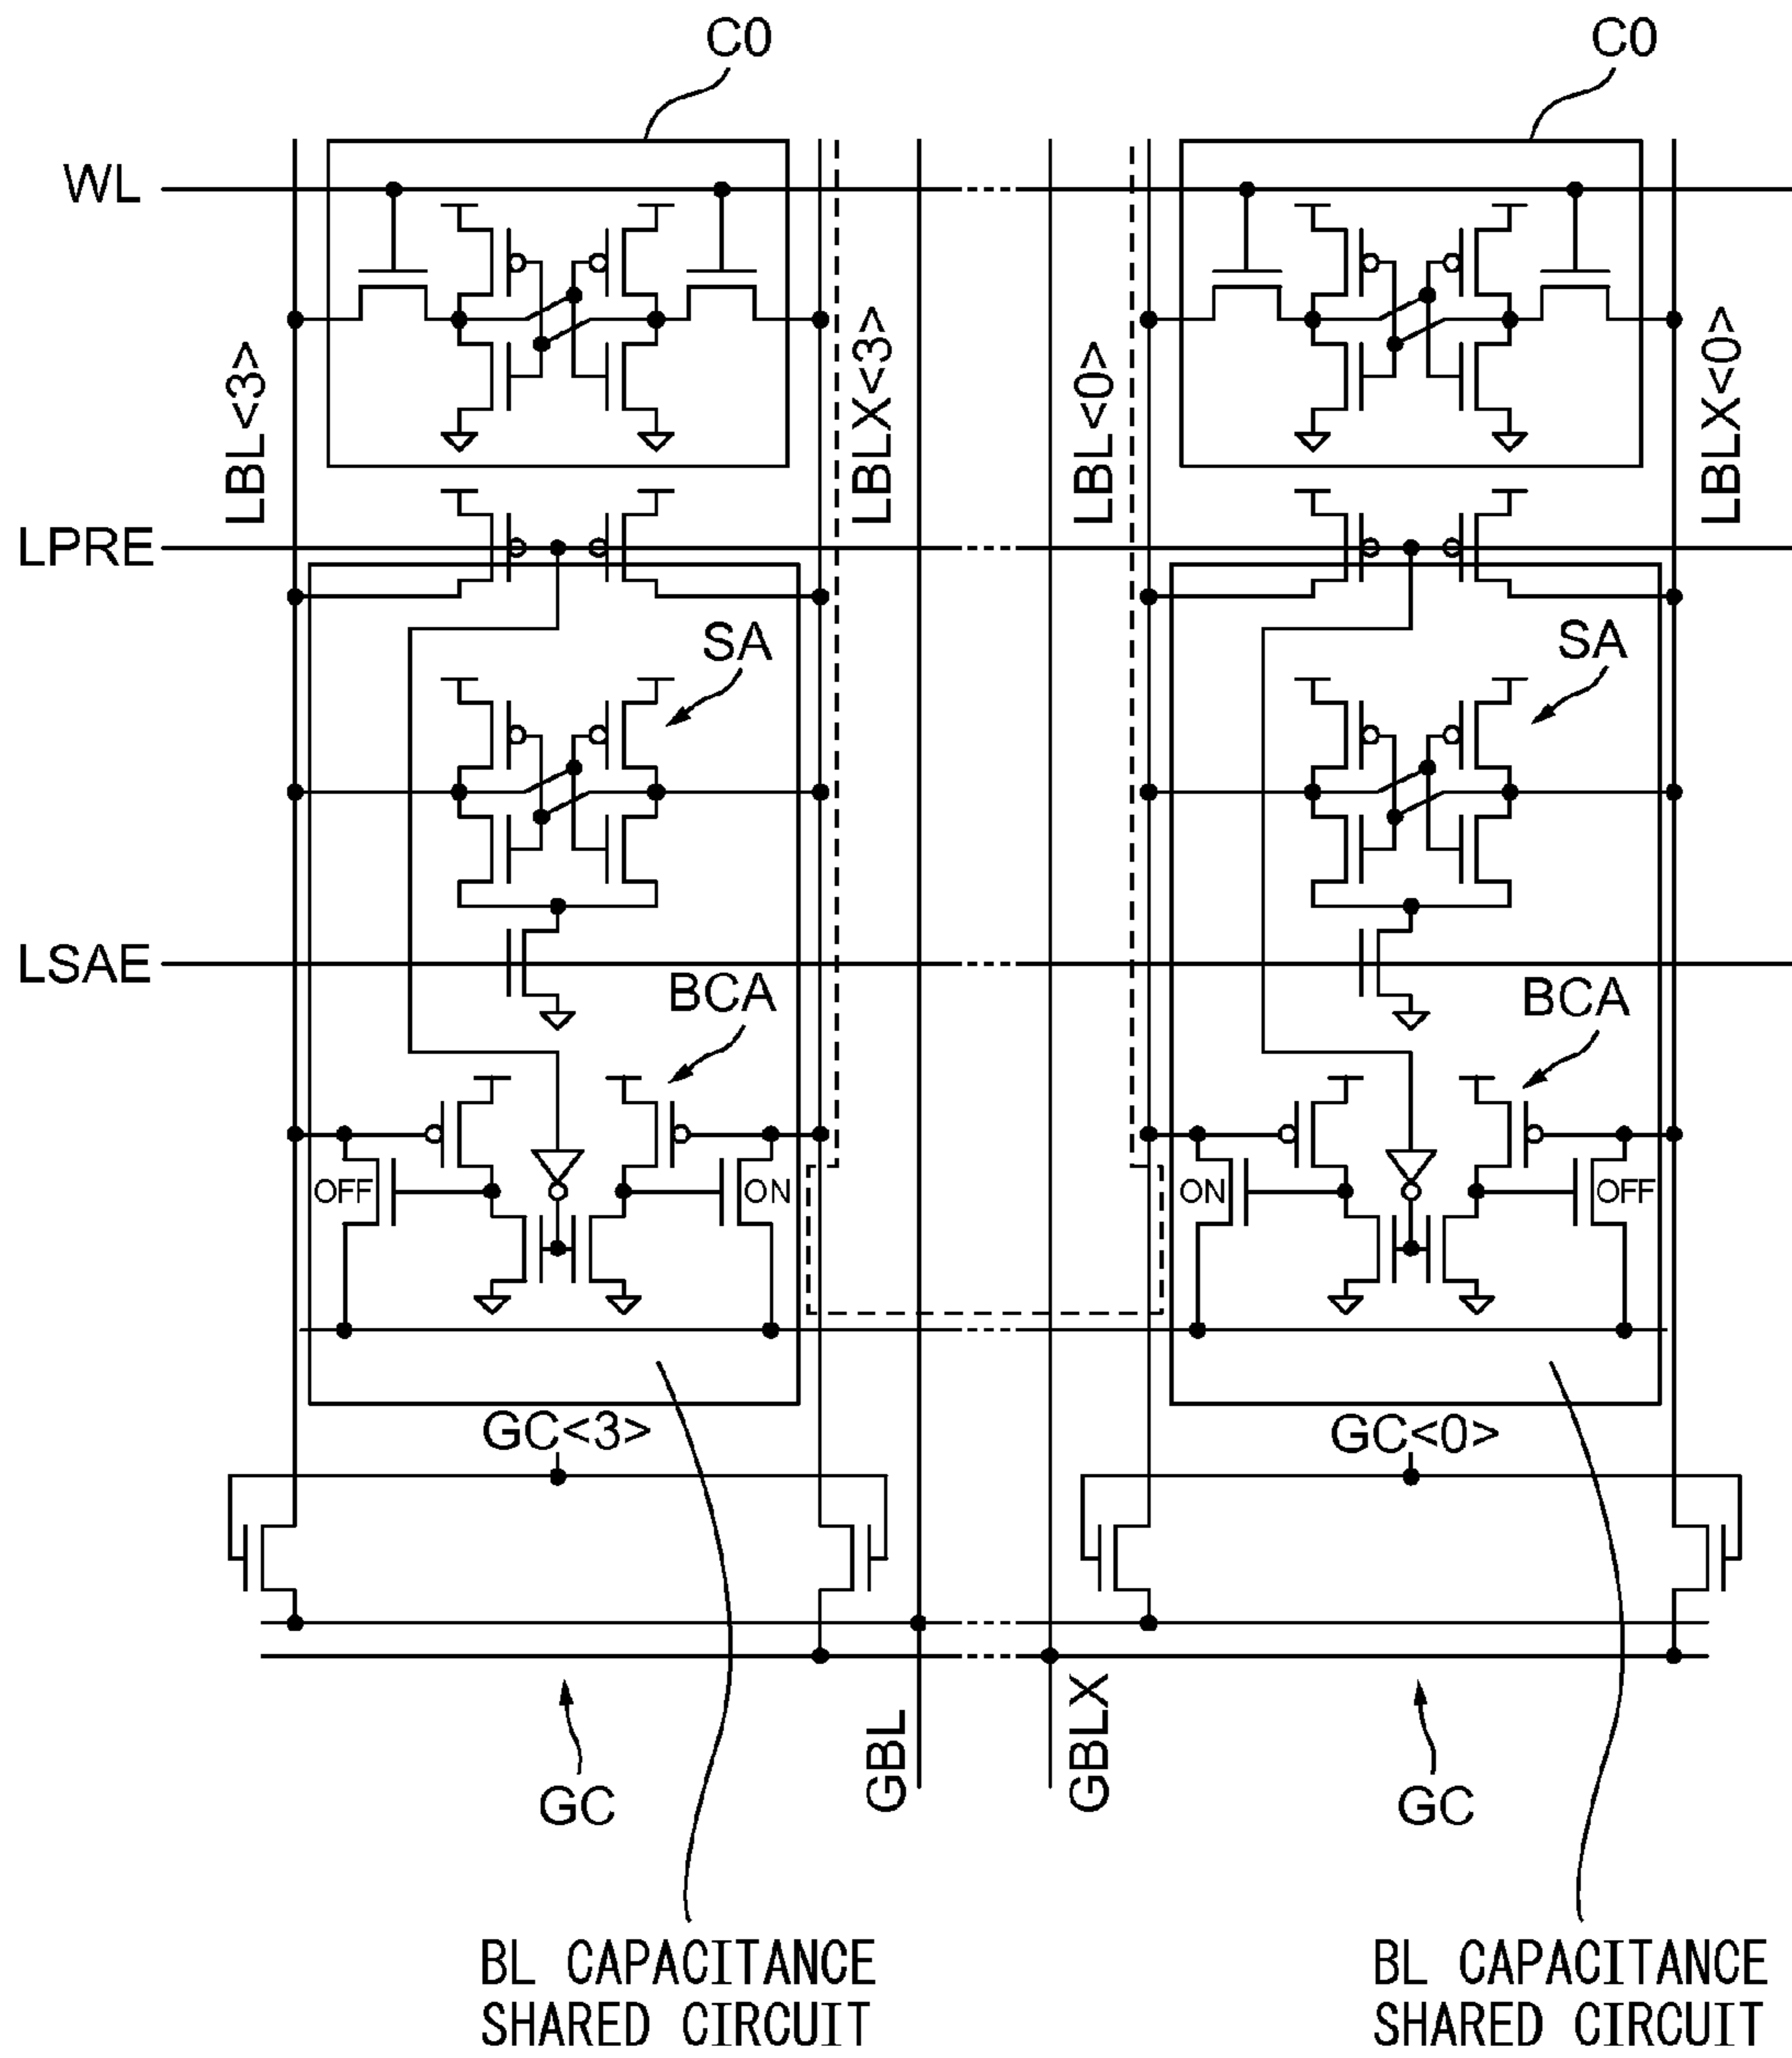 C0 C0
WL
LBL<3>
LBLX<3>
LBL<0>
LBLX<0>
LPRE
SA SA
LSAE
BCA BCA
OFF ON ON OFF
GC<3> GC<0>
GBL
GBLX
GC GC
BL CAPACITANCE
SHARED CIRCUIT
BL CAPACITANCE
SHARED CIRCUIT